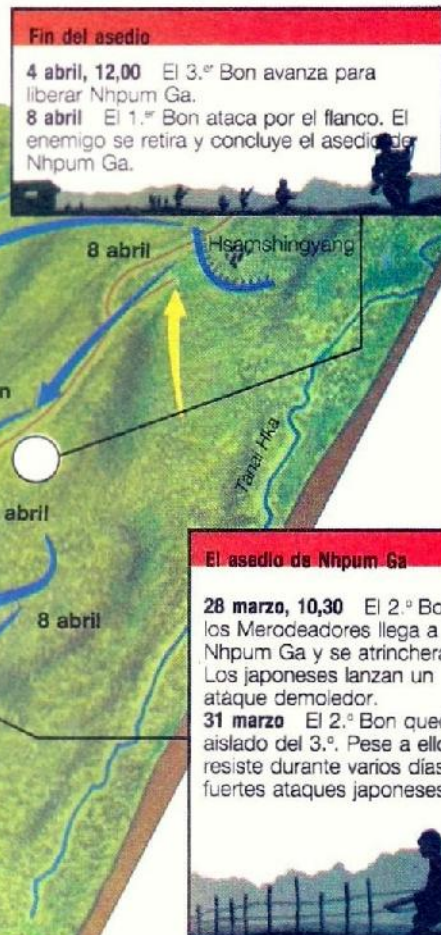 Fin del asedio
4 abril, 12,00 El 3.er Bon avanza para
liberar Nhpum Ga.
8 abril El 1.er Bon ataca por el flanco. El
enemigo se retira y concluye el asedio de
Nhpum Ga.
8 abril
Hsamshingyang
Tanai Hka
abril
8 abril
El asedio de Nhpum Ga
28 marzo, 10,30 El 2.º
los Merodeadores llega a
Nhpum Ga y se
Los japoneses lanzan un
ataque demoledor.
31 marzo El 2.º Bon
aislado del 3.º. Pese a
resiste durante varios días
fuertes ataques japoneses